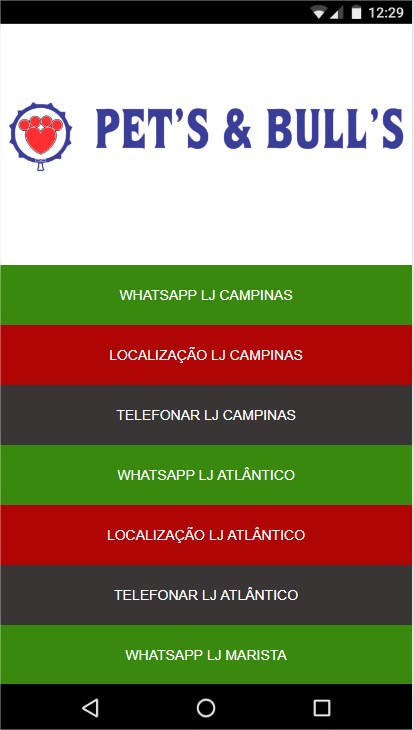 12:29
PET'S & BULL'S
WHATSAPP LJ CAMPINAS
LOCALIZAÇÃO LJ CAMPINAS
TELEFONAR LJ CAMPINAS
WHATSAPP LJ ATLÂNTICO
LOCALIZAÇÃO LJ ATLÂNTICO
TELEFONAR LJ ATLÂNTICO
WHATSAPP LJ MARISTA